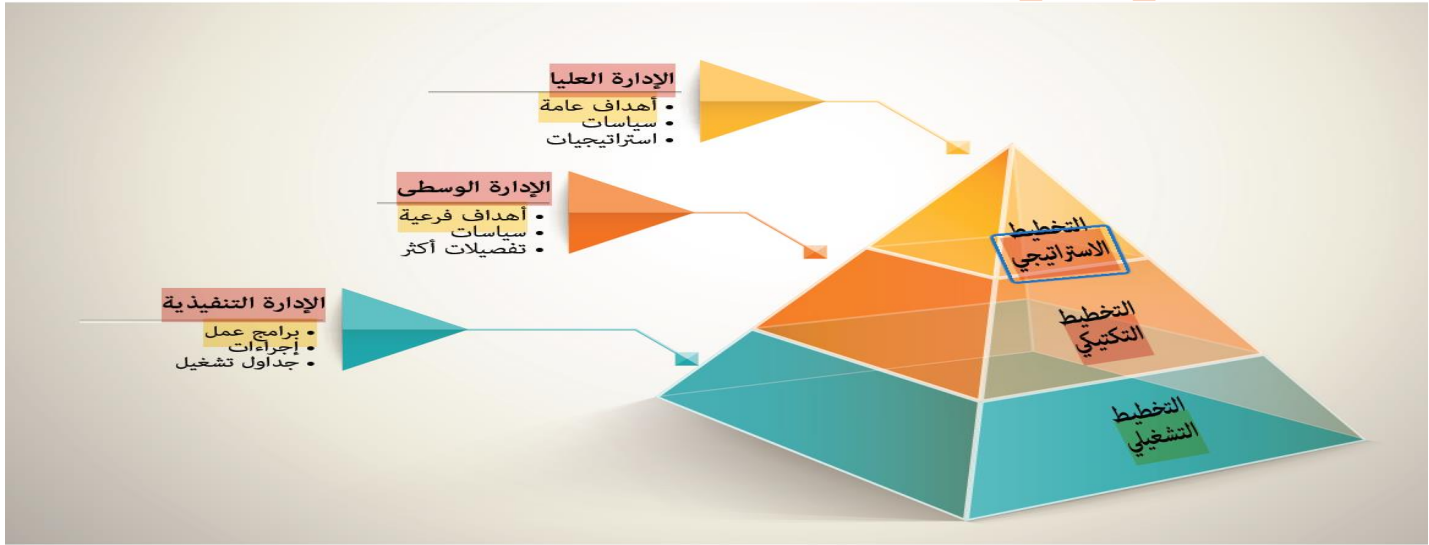 الإدارة العليا
• أهداف عامة
• سياسات
• استراتيجيات
الإدارة الوسطى
• أهداف فرعية
• سياسات
• تفصيلات أكثر
الإدارة التنفيذية
• برامج عمل
• إجراءات
• جداول تشغيل
التخطيط
الاستراتيجي
التخطيط
التكتيكي
التخطيط
التشغيلي